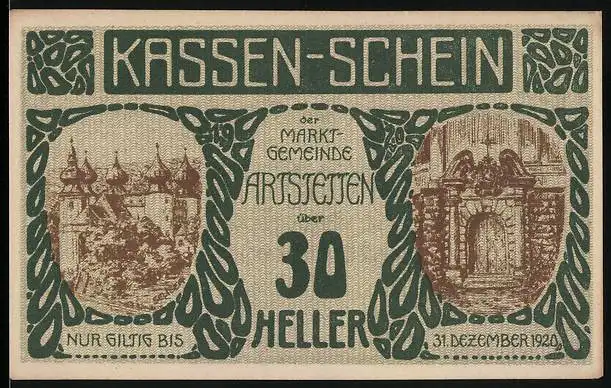 KASSEN-SCHEIN
19 20
der
MARKT-
GEMEINDE
ARTSTETTEN
über
30
HELLER
NUR GILTIG BIS
31. DEZEMBER 1920